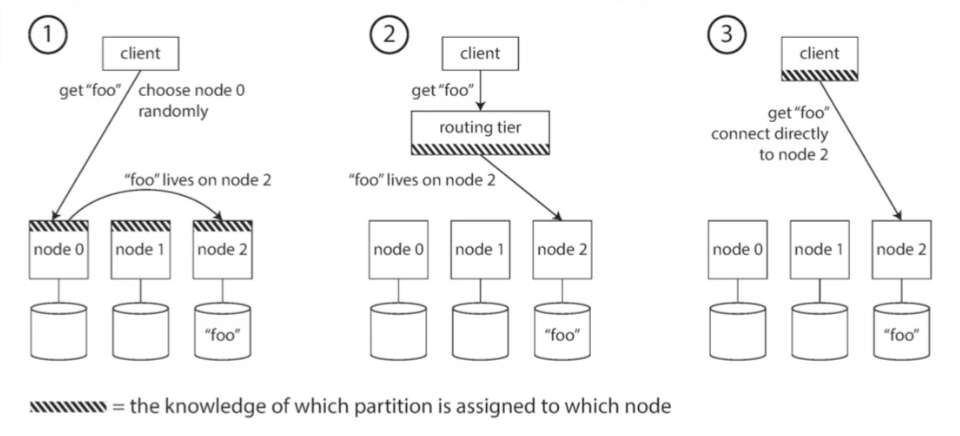 1
client
get “foo”
choose node 0
randomly
“foo” lives on node 2
node 0
node 1
node 2
“foo”
2
client
get “foo”
routing tier
“foo” lives on node 2
node 0
node 1
node 2
“foo”
3
client
get “foo”
connect directly
to node 2
node 0
node 1
node 2
“foo”
= the knowledge of which partition is assigned to which node